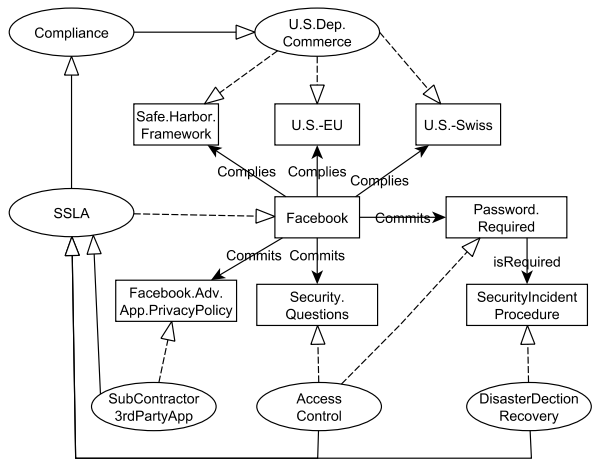 Compliance
U.S.Dep.
Commerce
Safe.Harbor.
Framework
U.S.-EU
U.S.-Swiss
Complies
Complies
Complies
SSLA
Facebook
Commits
Password.
Required
Commits
Commits
isRequired
Facebook.Adv.
App.PrivacyPolicy
Security.
Questions
SecurityIncident
Procedure
SubContractor
3rdPartyApp
Access
Control
DisasterDection
Recovery